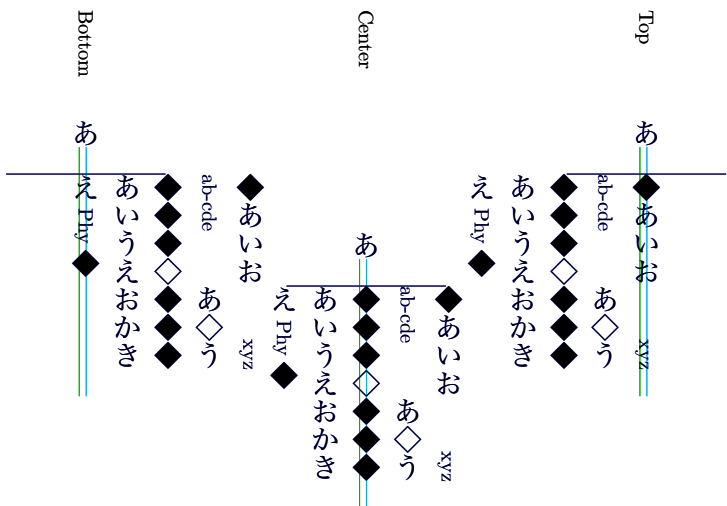 Top
あ
◆あいお xyz
ab-cde あ◇う
◆◆◆◇◆◆◆
あいうえおかき
え Phy ◆
Center
あ
◆あいお xyz
ab-cde あ◇う
◆◆◆◇◆◆◆
あいうえおかき
え Phy ◆
Bottom
あ
◆あいお xyz
ab-cde あ◇う
◆◆◆◇◆◆◆
あいうえおかき
え Phy ◆